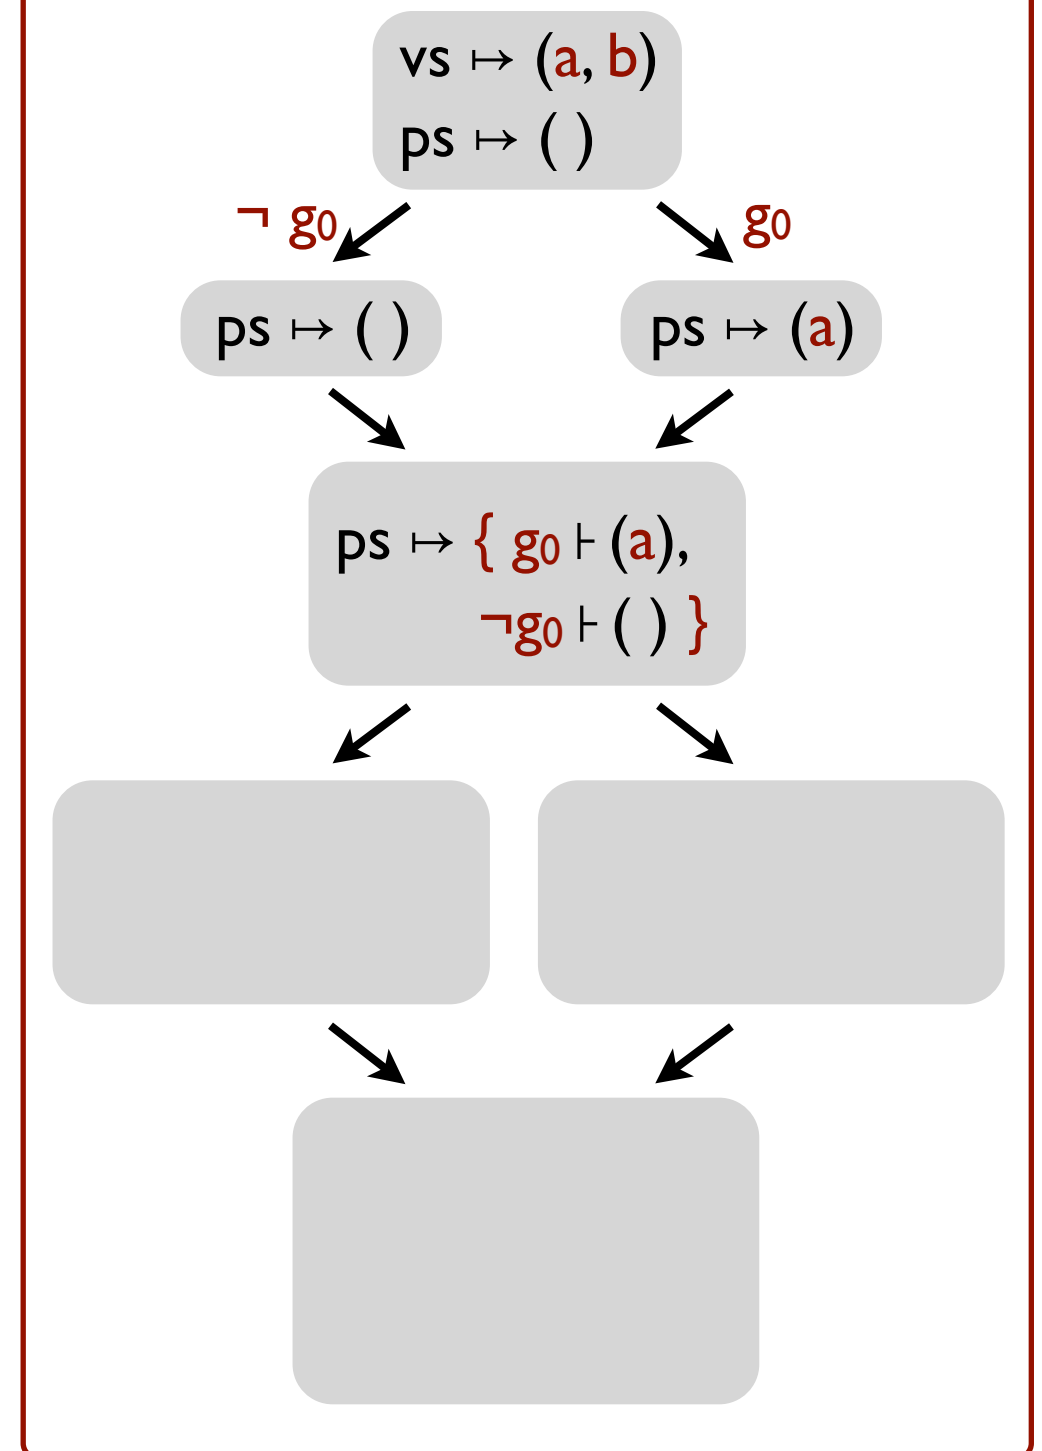 vs ↦ (a, b)
ps ↦ ( )
¬ g₀
g₀
ps ↦ ( )
ps ↦ (a)
ps ↦ { g₀ ⊦ (a),
¬g₀ ⊦ ( ) }